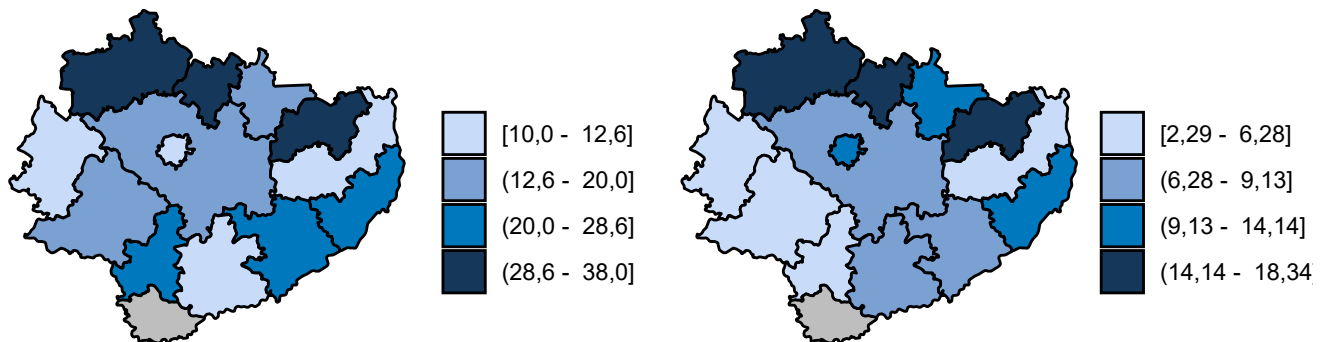 [10,0 - 12,6]
(12,6 - 20,0]
(20,0 - 28,6]
(28,6 - 38,0]
[2,29 - 6,28]
(6,28 - 9,13]
(9,13 - 14,14]
(14,14 - 18,34]